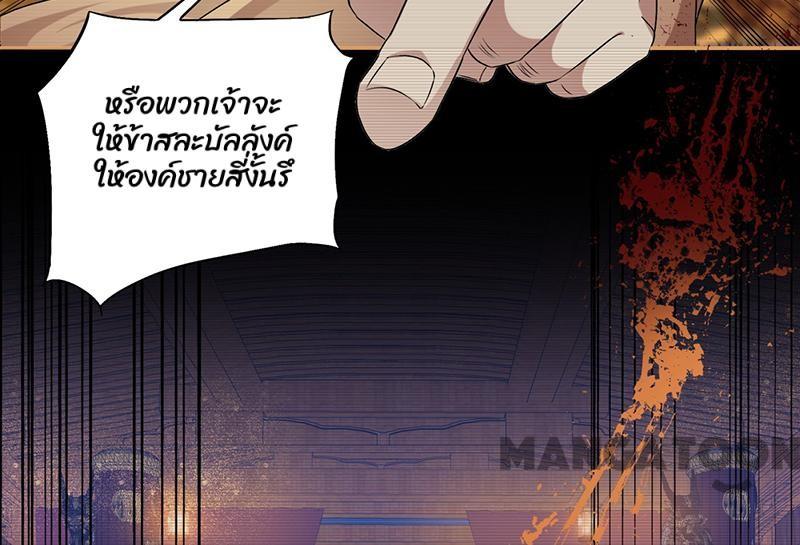 หรือพวกเจ้าจะ
ให้ข้าสละบัลลังค์
ให้องค์ชายสี่งั้นรึ
MANGATOON